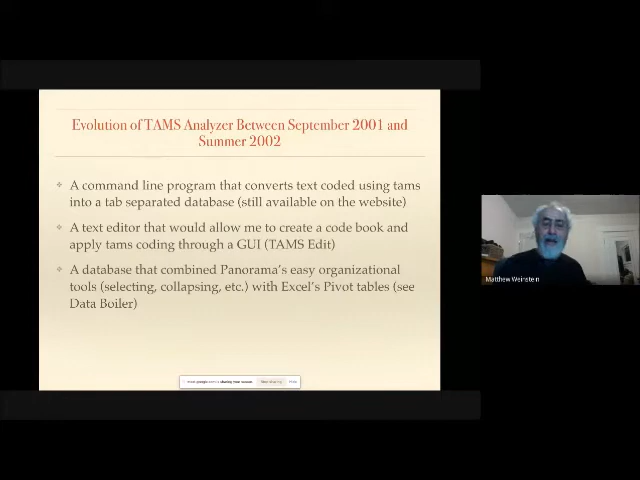 Evolution of TAMS Analyzer Between September 2001 and
Summer 2002
A command line program that converts text coded using tams
into a tab separated database (still available on the website)
A text editor that would allow me to create a code book and
apply tams coding through a GUI (TAMS Edit)
A database that combined Panorama's easy organizational
tools (selecting, collapsing, etc.) with Excel's Pivot tables (see
Data Boiler)
Matthew Weinstein
sharing your screen